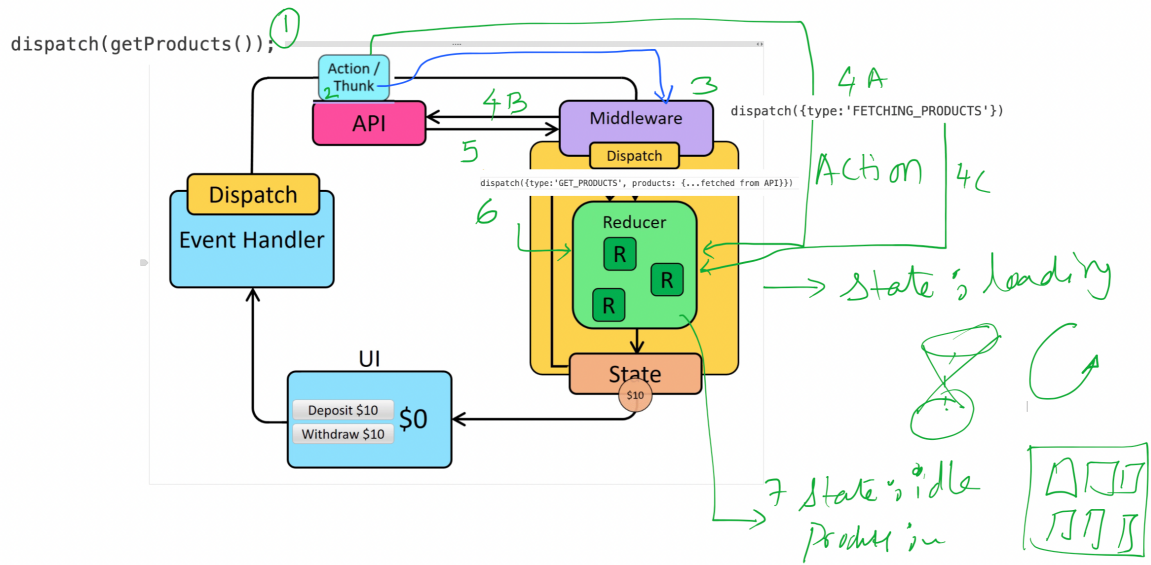 1
dispatch(getProducts());
Action /
Thunk
2
API
4B
5
3
Middleware
Dispatch
4A
dispatch({type:'FETCHING_PRODUCTS'})
Action
4C
dispatch({type:'GET_PRODUCTS', products: {...fetched from API}})
6
Reducer
R
R
R
Dispatch
Event Handler
State : loading
State
$10
UI
Deposit $10
Withdraw $10
$0
7 State : idle